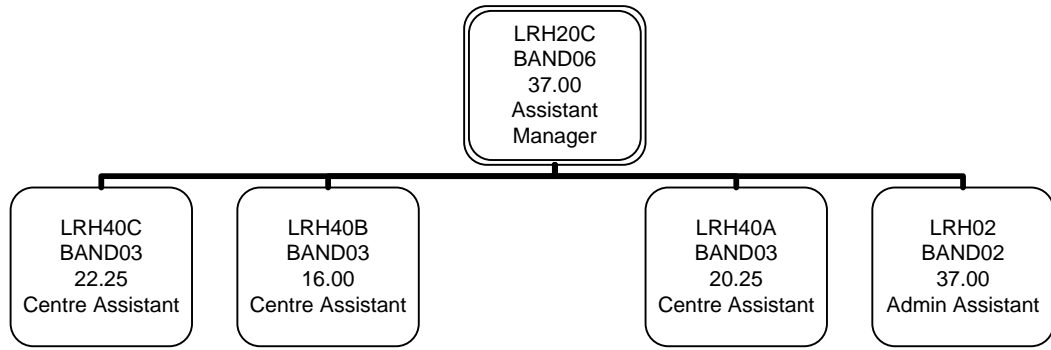 LRH20C
BAND06
37.00
Assistant
Manager
LRH40C
BAND03
22.25
Centre Assistant
LRH40B
BAND03
16.00
Centre Assistant
LRH40A
BAND03
20.25
Centre Assistant
LRH02
BAND02
37.00
Admin Assistant